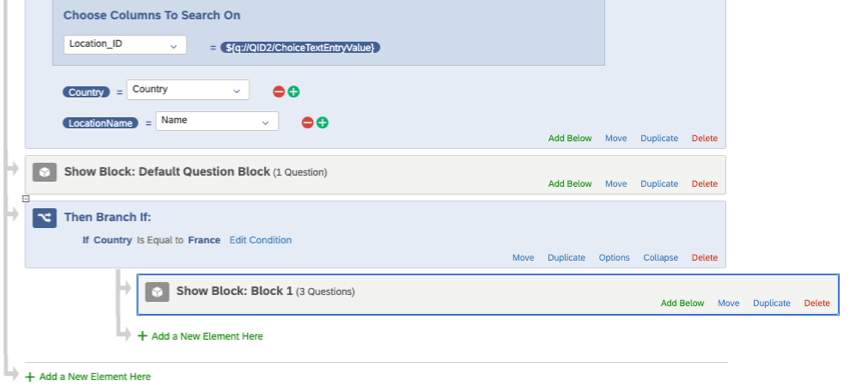 Choose Columns To Search On
Location_ID = ${q://QID2/ChoiceTextEntryValue}
Country = Country
LocationName = Name
Add Below Move Duplicate Delete
Show Block: Default Question Block (1 Question)
Add Below Move Duplicate Delete
Then Branch If:
If Country Is Equal to France Edit Condition
Move Duplicate Options Collapse Delete
Show Block: Block 1 (3 Questions)
Add Below Move Duplicate Delete
+ Add a New Element Here
+ Add a New Element Here